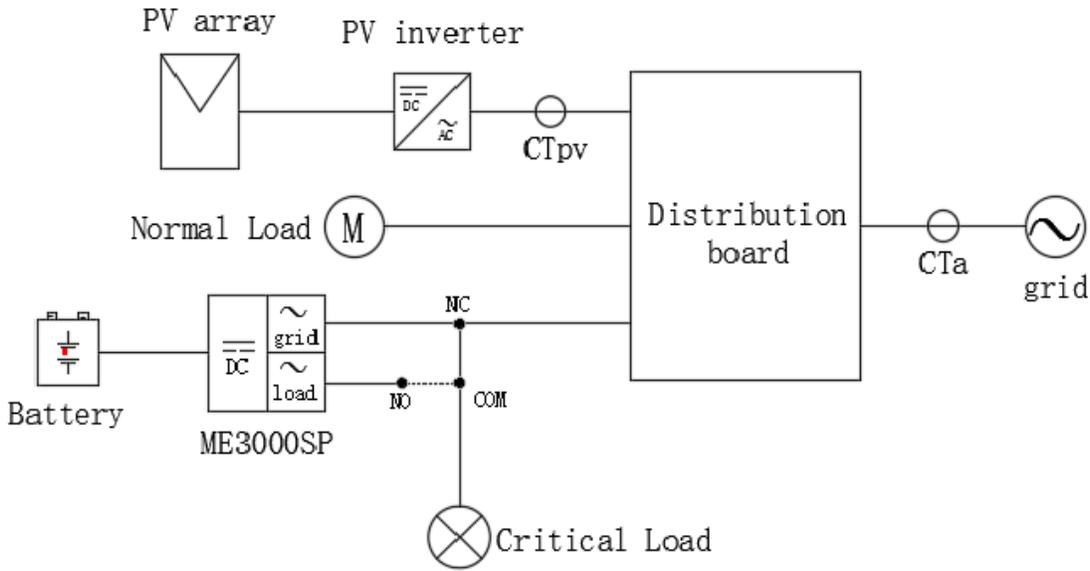 PV array
PV inverter
DC
AC
CTpv
Normal Load
M
Distribution
board
CTa
grid
NC
grid
DC
load
NO
COM
Battery
ME3000SP
Critical Load